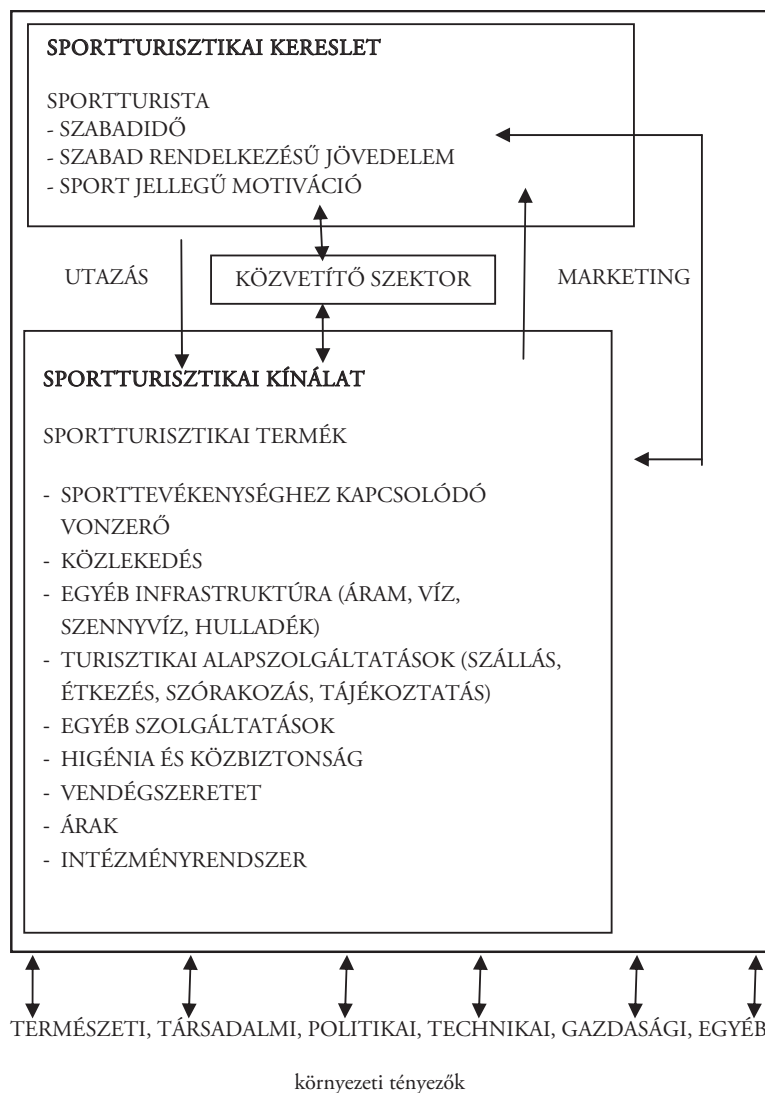 SPORTTURISZTIKAI KERESLET
SPORTTURISTA
- SZABADIDŐ
- SZABAD RENDELKEZÉSŰ JÖVEDELEM
- SPORT JELLEGŰ MOTIVÁCIÓ
UTAZÁS
KÖZVETÍTŐ SZEKTOR
MARKETING
SPORTTURISZTIKAI KÍNÁLAT
SPORTTURISZTIKAI TERMÉK
- SPORTTEVÉKENYSÉGHEZ KAPCSOLÓDÓ
VONZERŐ
- KÖZLEKEDÉS
- EGYÉB INFRASTRUKTÚRA (ÁRAM, VÍZ,
SZENNYVÍZ, HULLADÉK)
- TURISZTIKAI ALAPSZOLGÁLTATÁSOK (SZÁLLÁS,
ÉTKEZÉS, SZÓRAKOZÁS, TÁJÉKOZTATÁS)
- EGYÉB SZOLGÁLTATÁSOK
- HIGÉNIA ÉS KÖZBIZTONSÁG
- VENDÉGSZERETET
- ÁRAK
- INTÉZMÉNYRENDSZER
TERMÉSZETI, TÁRSADALMI, POLITIKAI, TECHNIKAI, GAZDASÁGI, EGYÉB
környezeti tényezők